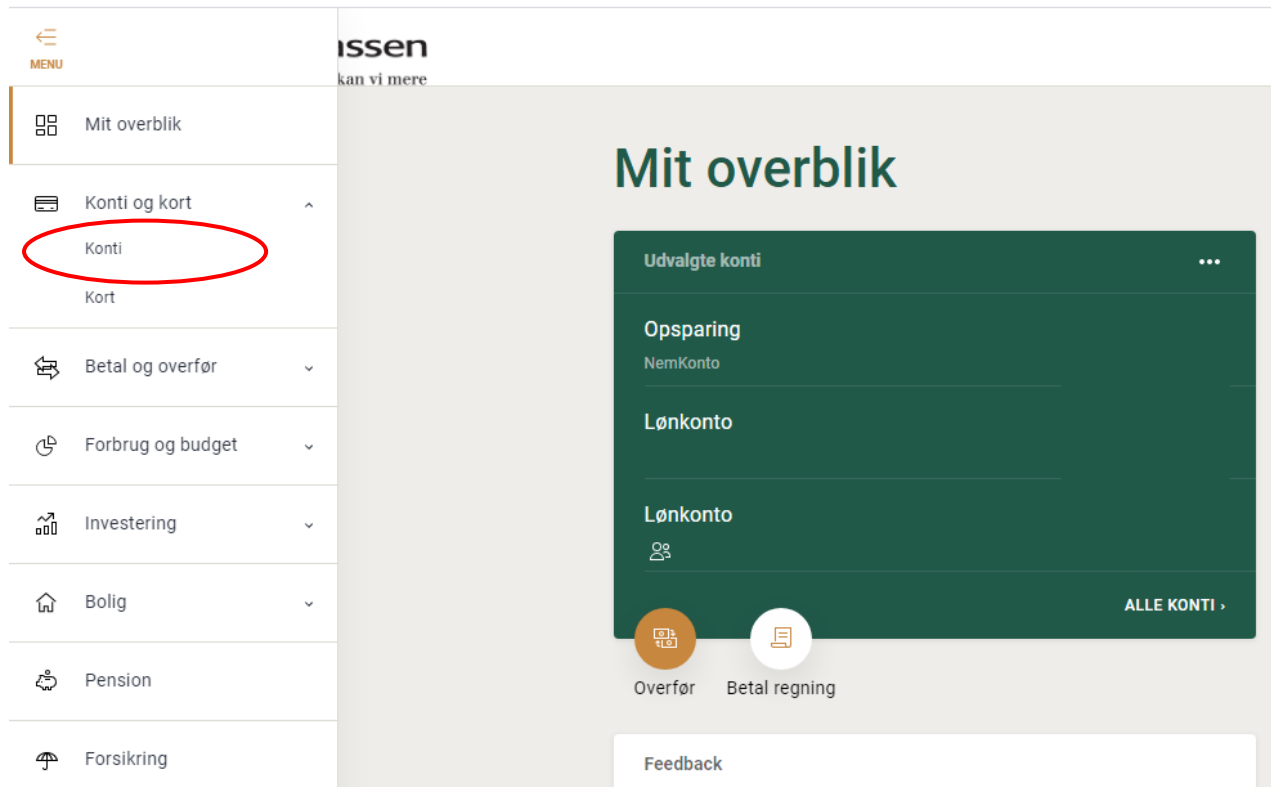 MENU
Mit overblik
Konti og kort
Konti
Kort
Betal og overfør
Forbrug og budget
Investering
Bolig
Pension
Forsikring
ssen
kan vi mere
Mit overblik
Udvalgte konti
Opsparing
NemKonto
Lønkonto
Lønkonto
ALLE KONTI ›
Overfør
Betal regning
Feedback